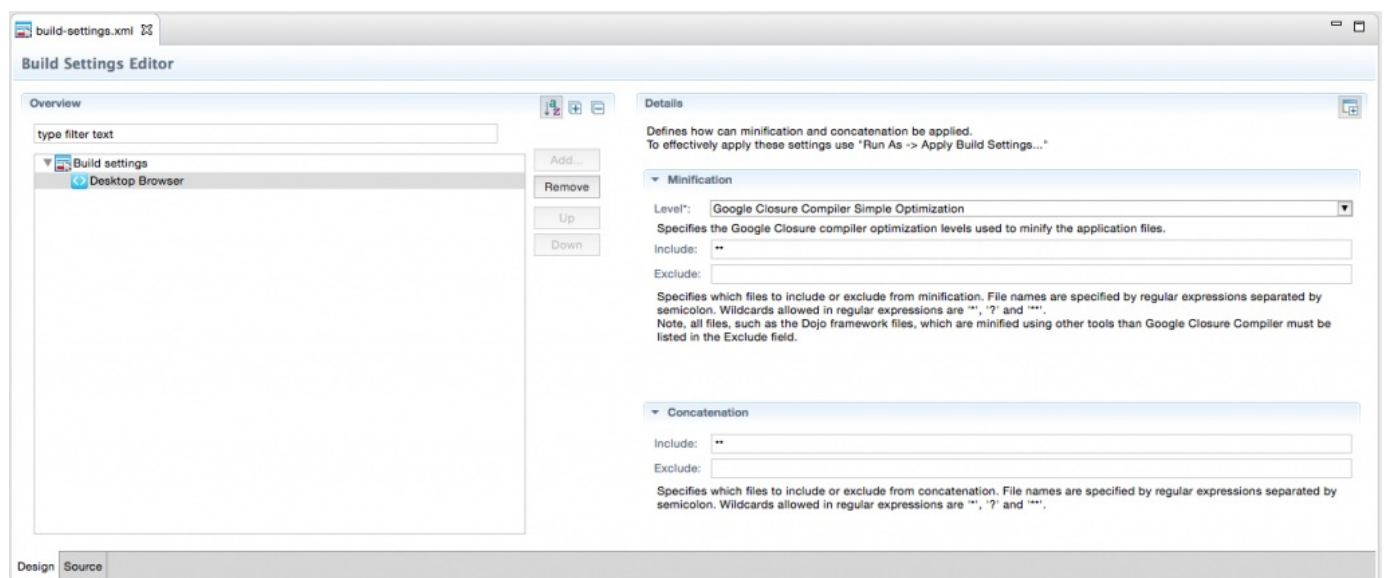 build-settings.xml
Build Settings Editor
Overview
type filter text
Build settings
Desktop Browser
Add...
Remove
Up
Down
Details
Defines how can minification and concatenation be applied.
To effectively apply these settings use "Run As -> Apply Build Settings..."
Minification
Level*: Google Closure Compiler Simple Optimization
Specifies the Google Closure compiler optimization levels used to minify the application files.
Include: **
Exclude:
Specifies which files to include or exclude from minification. File names are specified by regular expressions separated by
semicolon. Wildcards allowed in regular expressions are '*', '?' and '**'.
Note, all files, such as the Dojo framework files, which are minified using other tools than Google Closure Compiler must be
listed in the Exclude field.
Concatenation
Include: **
Exclude:
Specifies which files to include or exclude from concatenation. File names are specified by regular expressions separated by
semicolon. Wildcards allowed in regular expressions are '*', '?' and '**'.
Design Source